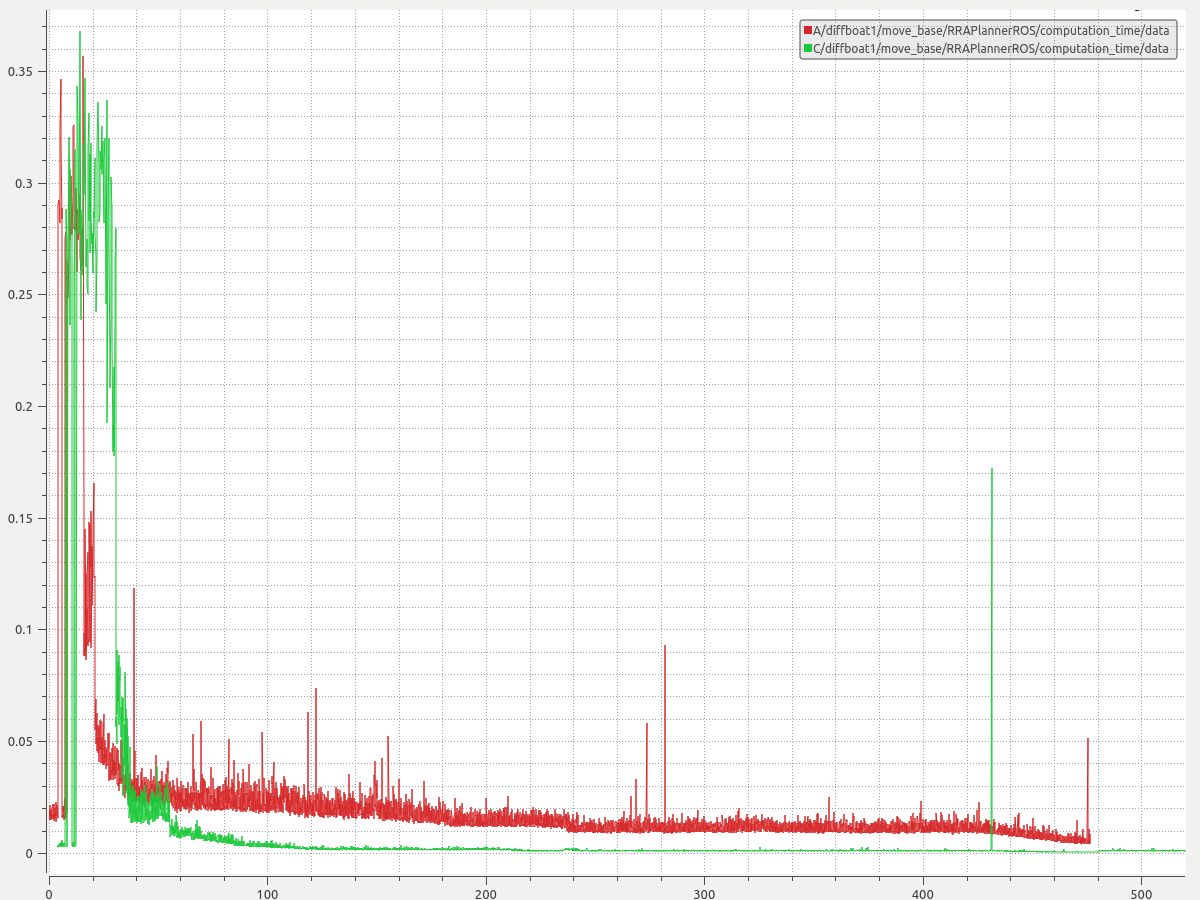 A/diffboat1/move_base/RRAPlannerROS/computation_time/data
C/diffboat1/move_base/RRAPlannerROS/computation_time/data
0.35
0.3
0.25
0.2
0.15
0.1
0.05
0
0 100 200 300 400 500